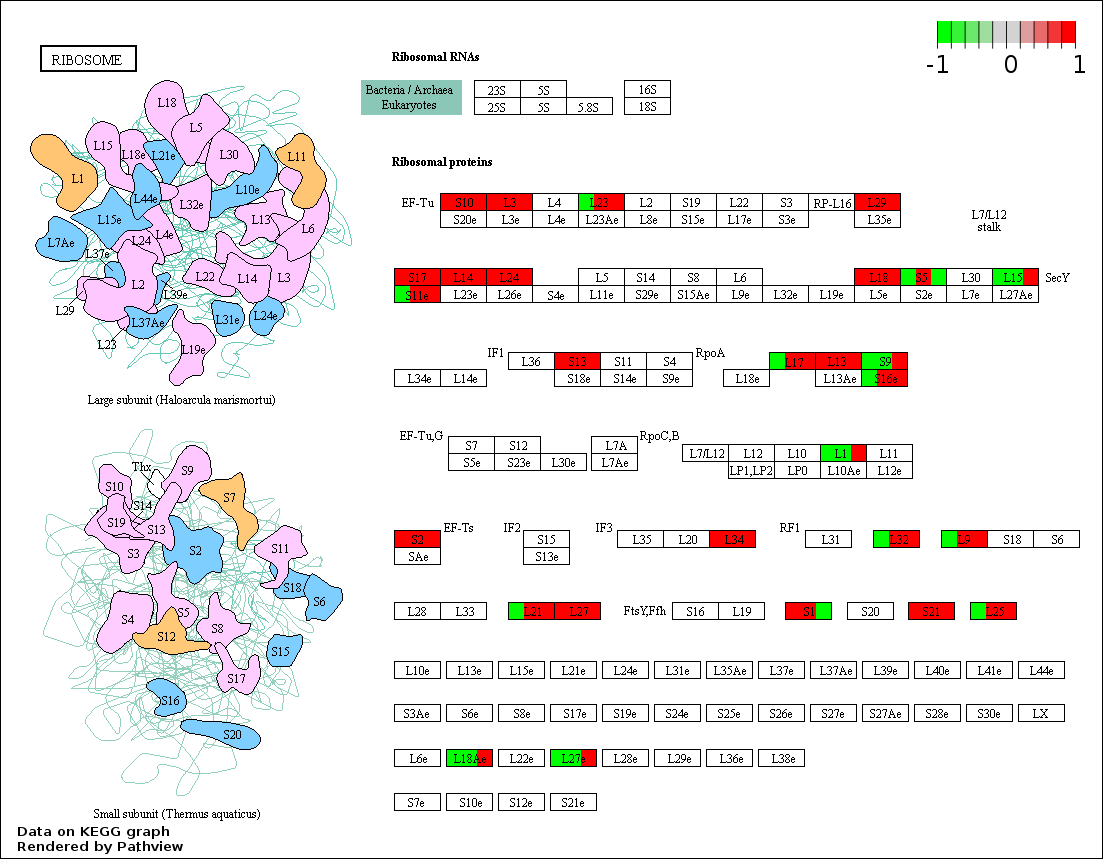 RIBOSOME
-1 0 1
Ribosomal RNAs
Bacteria / Archaea 23S 5S 16S
Eukaryotes 25S 5S 5.8S 18S
Ribosomal proteins
EF-Tu S10 L3 L4 L23 L2 S19 L22 S3 RP-L16 L29
S20e L3e L4e L23Ae L8e S15e L17e S3e L35e
L7/L12
stalk
S17 L14 L24 L5 S14 S8 L6 L18 S5 L30 L15 SecY
S11e L23e L26e S4e L11e S29e S15Ae L9e L32e L19e L5e S2e L7e L27Ae
IF1 L36 S13 S11 S4 RpoA L17 L13 S9
L34e L14e S18e S14e S9e L18e L13Ae S16e
EF-Tu,G S7 S12 L7A RpoC,B L7/L12 L12 L10 L1 L11
S5e S23e L30e L7Ae LP1,LP2 LP0 L10Ae L12e
S2 EF-Ts IF2 S15 IF3 L35 L20 L34 RF1 L31 L32 L9 S18 S6
SAe S13e
L28 L33 L21 L27 FtsY,Ffh S16 L19 S1 S20 S21 L25
L10e L13e L15e L21e L24e L31e L35Ae L37e L37Ae L39e L40e L41e L44e
S3Ae S6e S8e S17e S19e S24e S25e S26e S27e S27Ae S28e S30e LX
L6e L18Ae L22e L27e L28e L29e L36e L38e
S7e S10e S12e S21e
L18
L5
L15
L18e
L21e
L30
L11
L1
L10e
L44e
L32e
L15e
L13
L6
L7Ae
L24
L4e
L37e
L2
L22
L14
L3
L39e
L29
L37Ae
L31e
L24e
L23
L19e
Large subunit (Haloarcula marismortui)
Thx
S9
S10
S7
S14
S19
S13
S3
S2
S11
S18
S6
S4
S5
S8
S12
S15
S17
S16
S20
Small subunit (Thermus aquaticus)
Data on KEGG graph
Rendered by Pathview